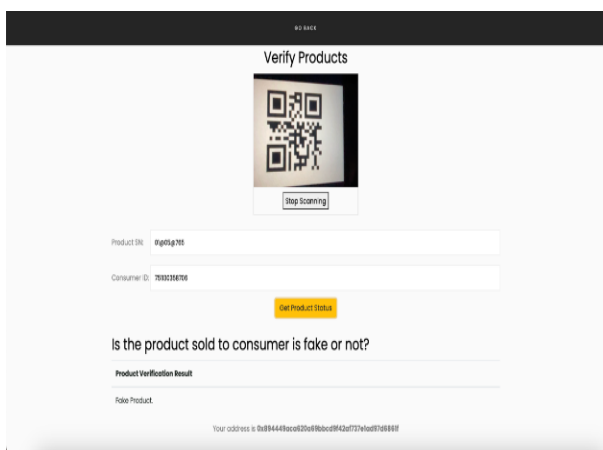 GO BACK
Verify Products
Stop Scanning
Product SN:
Consumer ID:
Get Product Status
Is the product sold to consumer is fake or not?
Product Verification Result
Fake Product.
Your address is